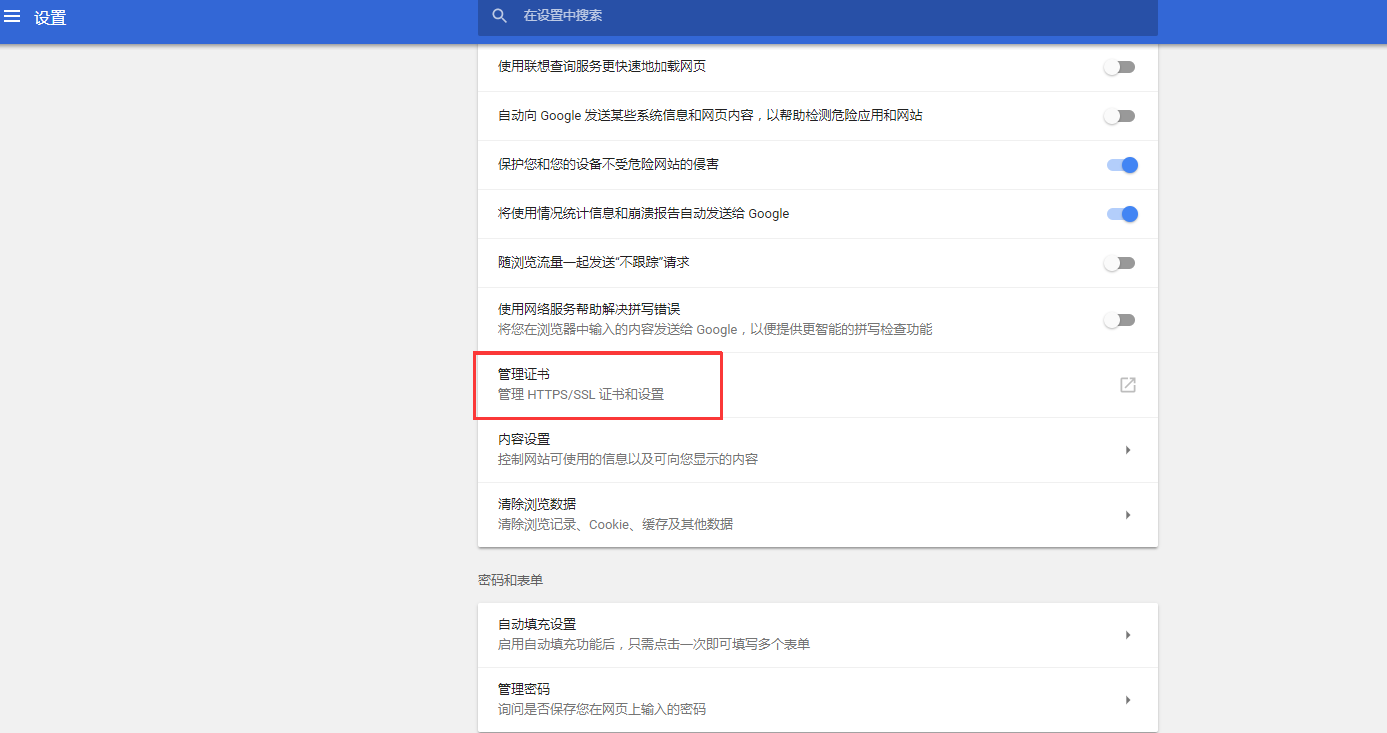 设置
在设置中搜索
使用联想查询服务更快速地加载网页
自动向 Google 发送某些系统信息和网页内容，以帮助检测危险应用和网站
保护您和您的设备不受危险网站的侵害
将使用情况统计信息和崩溃报告自动发送给 Google
随浏览流量一起发送“不跟踪”请求
使用网络服务帮助解决拼写错误
将您在浏览器中输入的内容发送给 Google，以便提供更智能的拼写检查功能
管理证书
管理 HTTPS/SSL 证书和设置
内容设置
控制网站可使用的信息以及可向您显示的内容
清除浏览数据
清除浏览记录、Cookie、缓存及其他数据
密码和表单
自动填充设置
启用自动填充功能后，只需点击一次即可填写多个表单
管理密码
询问是否保存您在网页上输入的密码